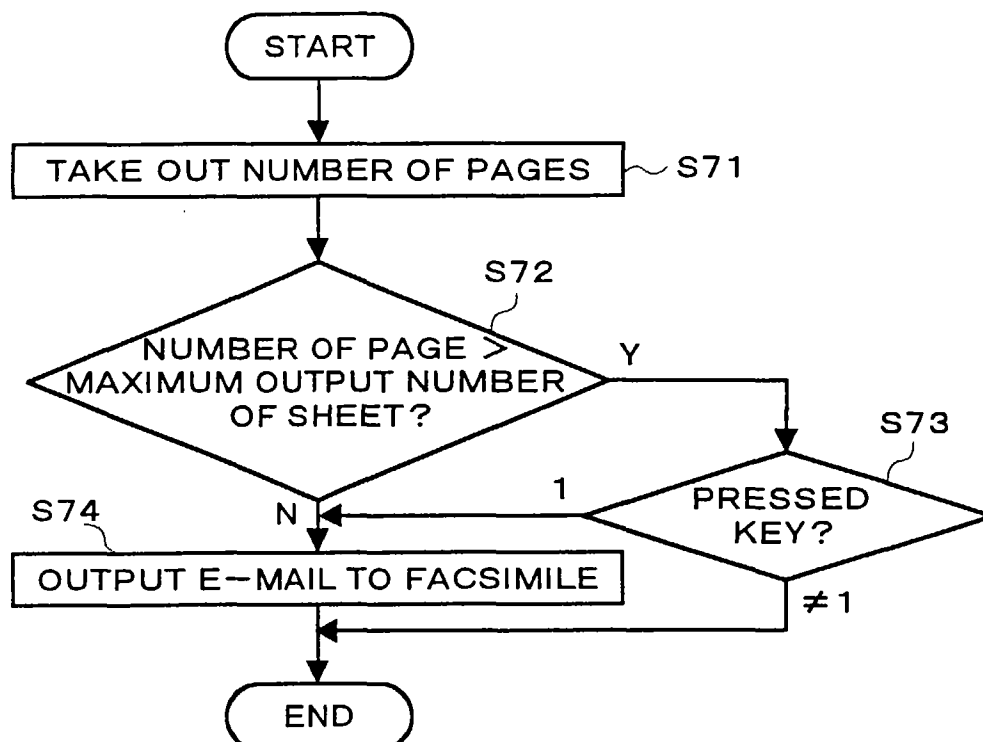 START
TAKE OUT NUMBER OF PAGES
S71
S72
NUMBER OF PAGE >
MAXIMUM OUTPUT NUMBER
OF SHEET?
Y
S73
PRESSED
KEY?
1
N
S74
OUTPUT E-MAIL TO FACSIMILE
≠1
END